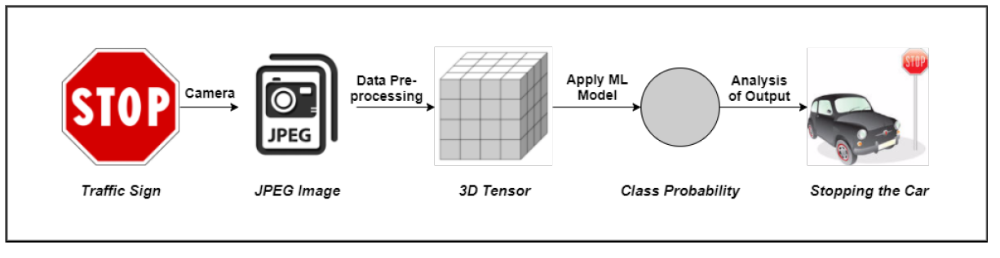 STOP
Camera
JPEG
Data Pre-
processing
Apply ML
Model
Analysis
of Output
STOP
Traffic Sign
JPEG Image
3D Tensor
Class Probability
Stopping the Car